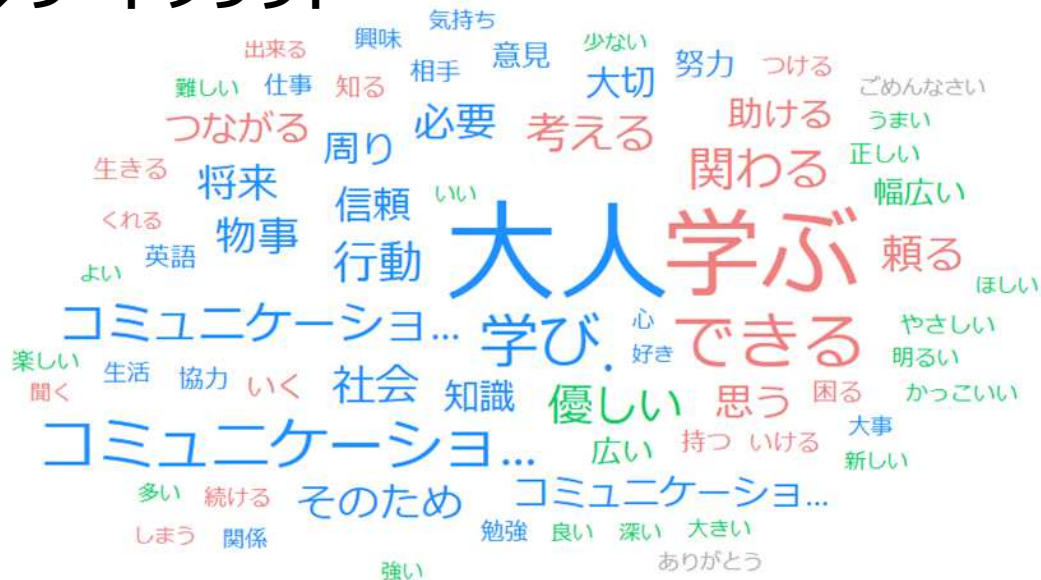 気持ち
興味
出来る
意見
少ない
相手
努力
つける
難しい
仕事
知る
大切
ごめんなさい
つながる
必要
考える
助ける
うまい
周り
関わる
正しい
生きる
将来
信頼
いい
幅広い
くれる
物事
大人
学ぶ
頼る
英語
行動
よい
ほしい
コミュニケーショ...
学び.
心
できる
やさしい
好き
明るい
楽しい
聞く
生活
協力
いく
社会
知識
優しい
思う
困る
かっこいい
コミュニケーショ...
広い
持つ
いける
大事
新しい
多い
続ける
そのため
コミュニケーショ...
しまう
関係
勉強
良い
深い
大きい
強い
ありがとう